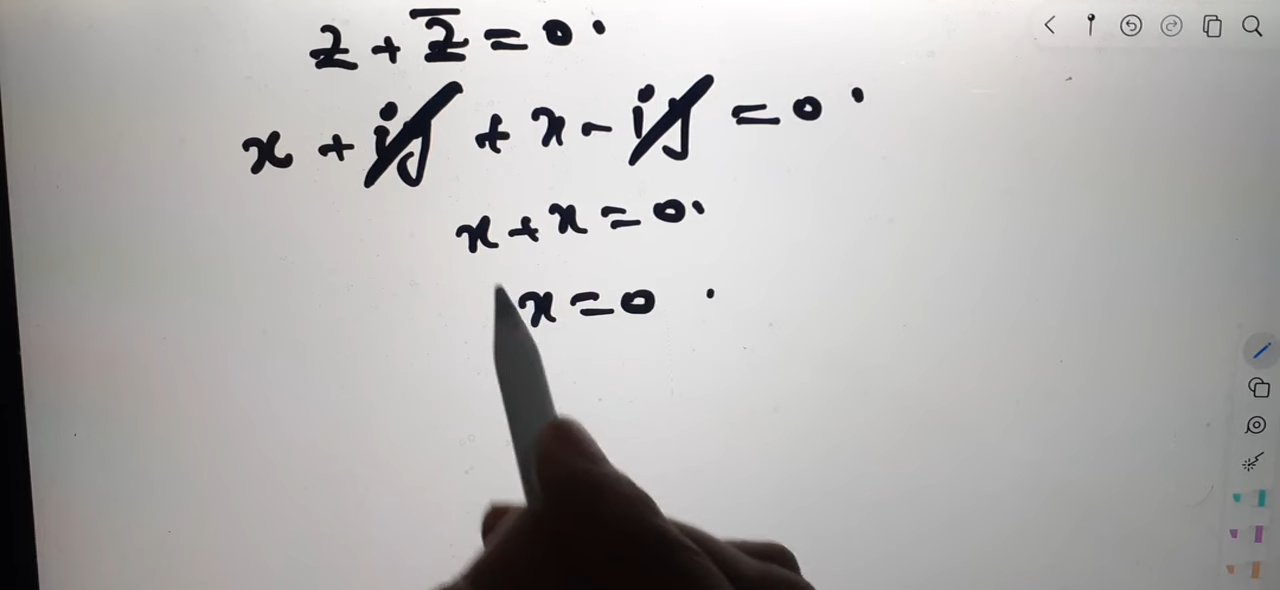 z + z̅ = 0.
x + iy + x - iy = 0.
x + x = 0.
x = 0 .